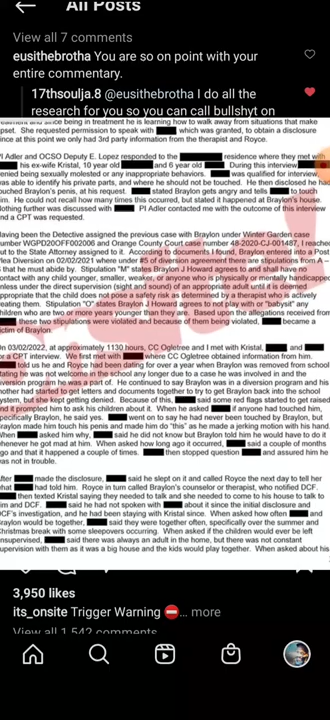 All Posts
View all 7 comments
eusithebrotha You are so on point with your
entire commentary.
17thsoulja.8 @eusithebrotha I do all the
research for you so you can call bullshyt on
since being in treatment he is learning how to walk away from situations that make
pset. She requested permission to speak with which was granted, to obtain a disclosure
ince at this point we only had 3rd party information from the therapist and Royce.
PI Adler and OCSO Deputy E. Lopez responded to the residence where they met with
his ex-wife Kristal, 10 year old and 6 year old During this interview
enied being sexually molested or any inappropriate behaviors. was qualified for interview,
was able to identify his private parts, and where he should not be touched. He then disclosed he had
ouched Braylon's penis, at his request. stated Braylon gets angry and tells to touch
im. He could not recall how many times this occurred, but stated it happened at Braylon's house.
Nothing further was discussed with PI Adler contacted me with the outcome of this interview
nd a CPT was requested.
Having been the Detective assigned the previous case with Braylon under Winter Garden case
number WGPD20OFF002006 and Orange County Court case number 48-2020-CJ-001487, I reached
out to the State Attorney assigned to it. According to documents I found, Braylon entered into a Post
Plea Diversion on 02/02/2021 where under #5 of diversion agreement there are stipulations from A -
s that he must abide by. Stipulation "M" states Braylon J Howard agrees to and shall have no
ontact with any child younger, smaller, weaker, or anyone who is physically or mentally handicapped
nless under the direct supervision (sight and sound) of an appropriate adult until it is deemed
ppropriate that the child does not pose a safety risk as determined by a therapist who is actively
reating them. Stipulation "O" states Braylon J Howard agrees to not play with or "babysit" any
hildren who are two or more years younger than they are. Based on the allegations received from
these two stipulations were violated and because they were violated, became a
ictim of Braylon.
On 03/02/2022, at approximately 1130 hours, CC Ogletree and I met with Kristal, and
or a CPT interview. We first met with where CC Ogletree obtained information from him.
told us he and Royce had been dating for over a year when Braylon was removed from school
tating he was not welcome in the school any longer due to a case he was involved in and the
iversion program he was a part of. He continued to say Braylon was in a diversion program and his
other had started to get letters and documents together to try to get Braylon back into the school
ystem, but she kept getting denied. Because of this, said some red flags started to get raised
nd it prompted him to ask his children about it. When he asked if anyone had touched him,
pecifically Braylon, he said yes. went on to say he had never been touched by Braylon, but
raylon made him touch his penis and made him do "this" as he made a jerking motion with his hand.
When asked him why, said he did not know but Braylon told him he would have to do it
whenever he got mad at him. When asked how long ago it occurred, said a couple of months
go and that it happened a couple of times. then stopped question and assured him he
was not in trouble.
After made the disclosure, said he slept on it and called Royce the next day to tell her
what had told him. Royce in turn called Braylon's counselor or therapist, who notified DCF.
then texted Kristal saying they needed to talk and she needed to come to his house to talk to
im and DCF. said he had not spoken with about it since the initial disclosure and
DCF's investigation, and he had been staying with Kristal since. When asked how often and
Braylon would be together, said they were together often, specifically over the summer and
Christmas break with some sleepovers occurring. When asked if the children would ever be left
nsupervised, said there was always an adult in the home, but there was not constant
upervision with them as it was a big house and the kids would play together. When asked about his
3,950 likes
its_onsite Trigger Warning ⛔... more
View all 1,542 comments